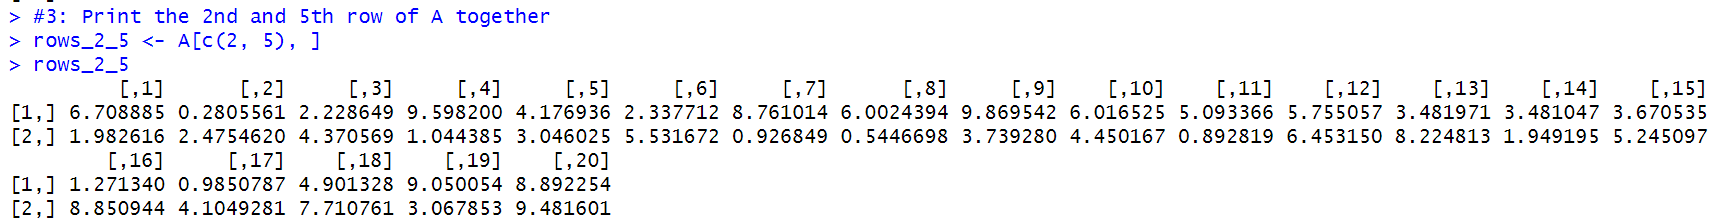 > #3: Print the 2nd and 5th row of A together
> rows_2_5 <- A[c(2, 5), ]
> rows_2_5
         [,1]      [,2]     [,3]     [,4]     [,5]     [,6]     [,7]      [,8]     [,9]    [,10]    [,11]    [,12]    [,13]    [,14]    [,15]
[1,] 6.708885 0.2805561 2.228649 9.598200 4.176936 2.337712 8.761014 6.0024394 9.869542 6.016525 5.093366 5.755057 3.481971 3.481047 3.670535
[2,] 1.982616 2.4754620 4.370569 1.044385 3.046025 5.531672 0.926849 0.5446698 3.739280 4.450167 0.892819 6.453150 8.224813 1.949195 5.245097
        [,16]     [,17]    [,18]    [,19]    [,20]
[1,] 1.271340 0.9850787 4.901328 9.050054 8.892254
[2,] 8.850944 4.1049281 7.710761 3.067853 9.481601